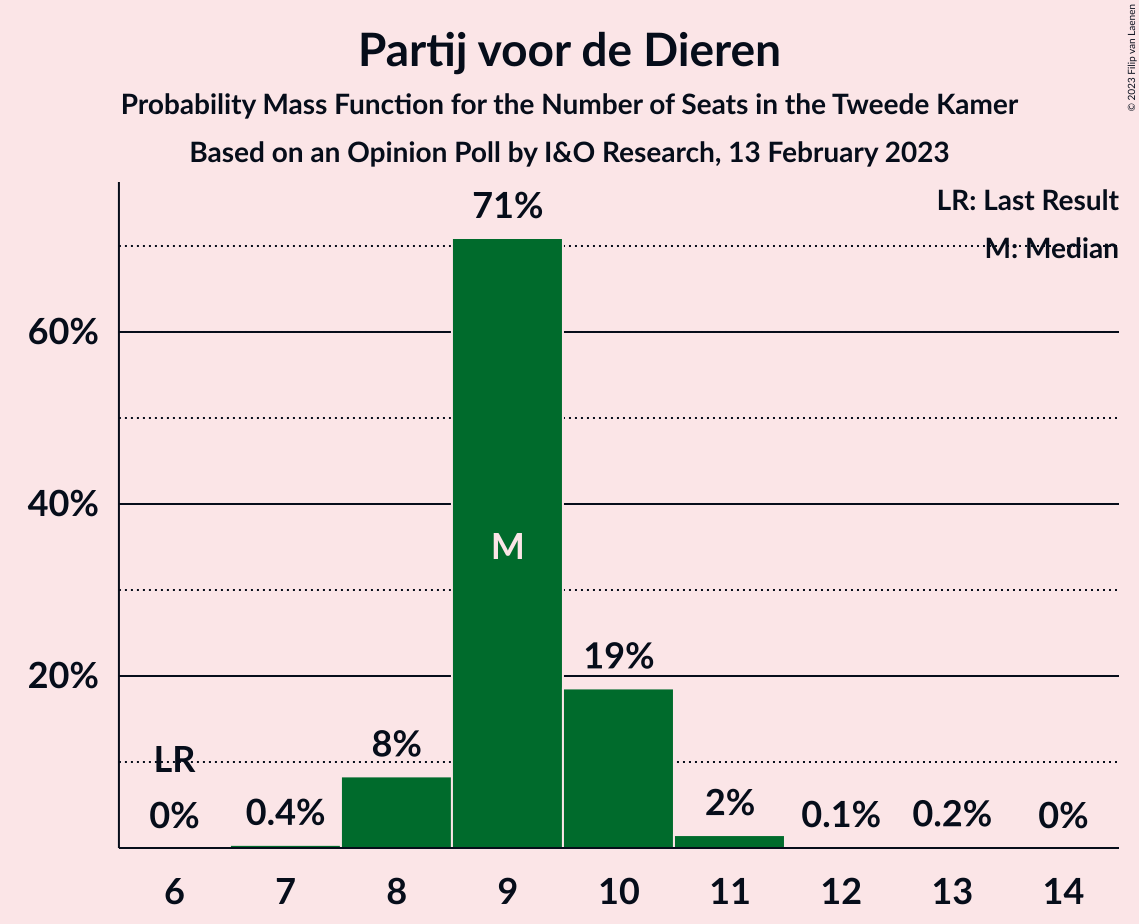 Partij voor de Dieren
Probability Mass Function for the Number of Seats in the Tweede Kamer
Based on an Opinion Poll by I&O Research, 13 February 2023
© 2023 Filip van Laenen
LR: Last Result
M: Median
71%
60%
40%
20%
M
19%
8%
LR
0%
0.4%
2%
0.1%
0.2%
0%
6 7 8 9 10 11 12 13 14